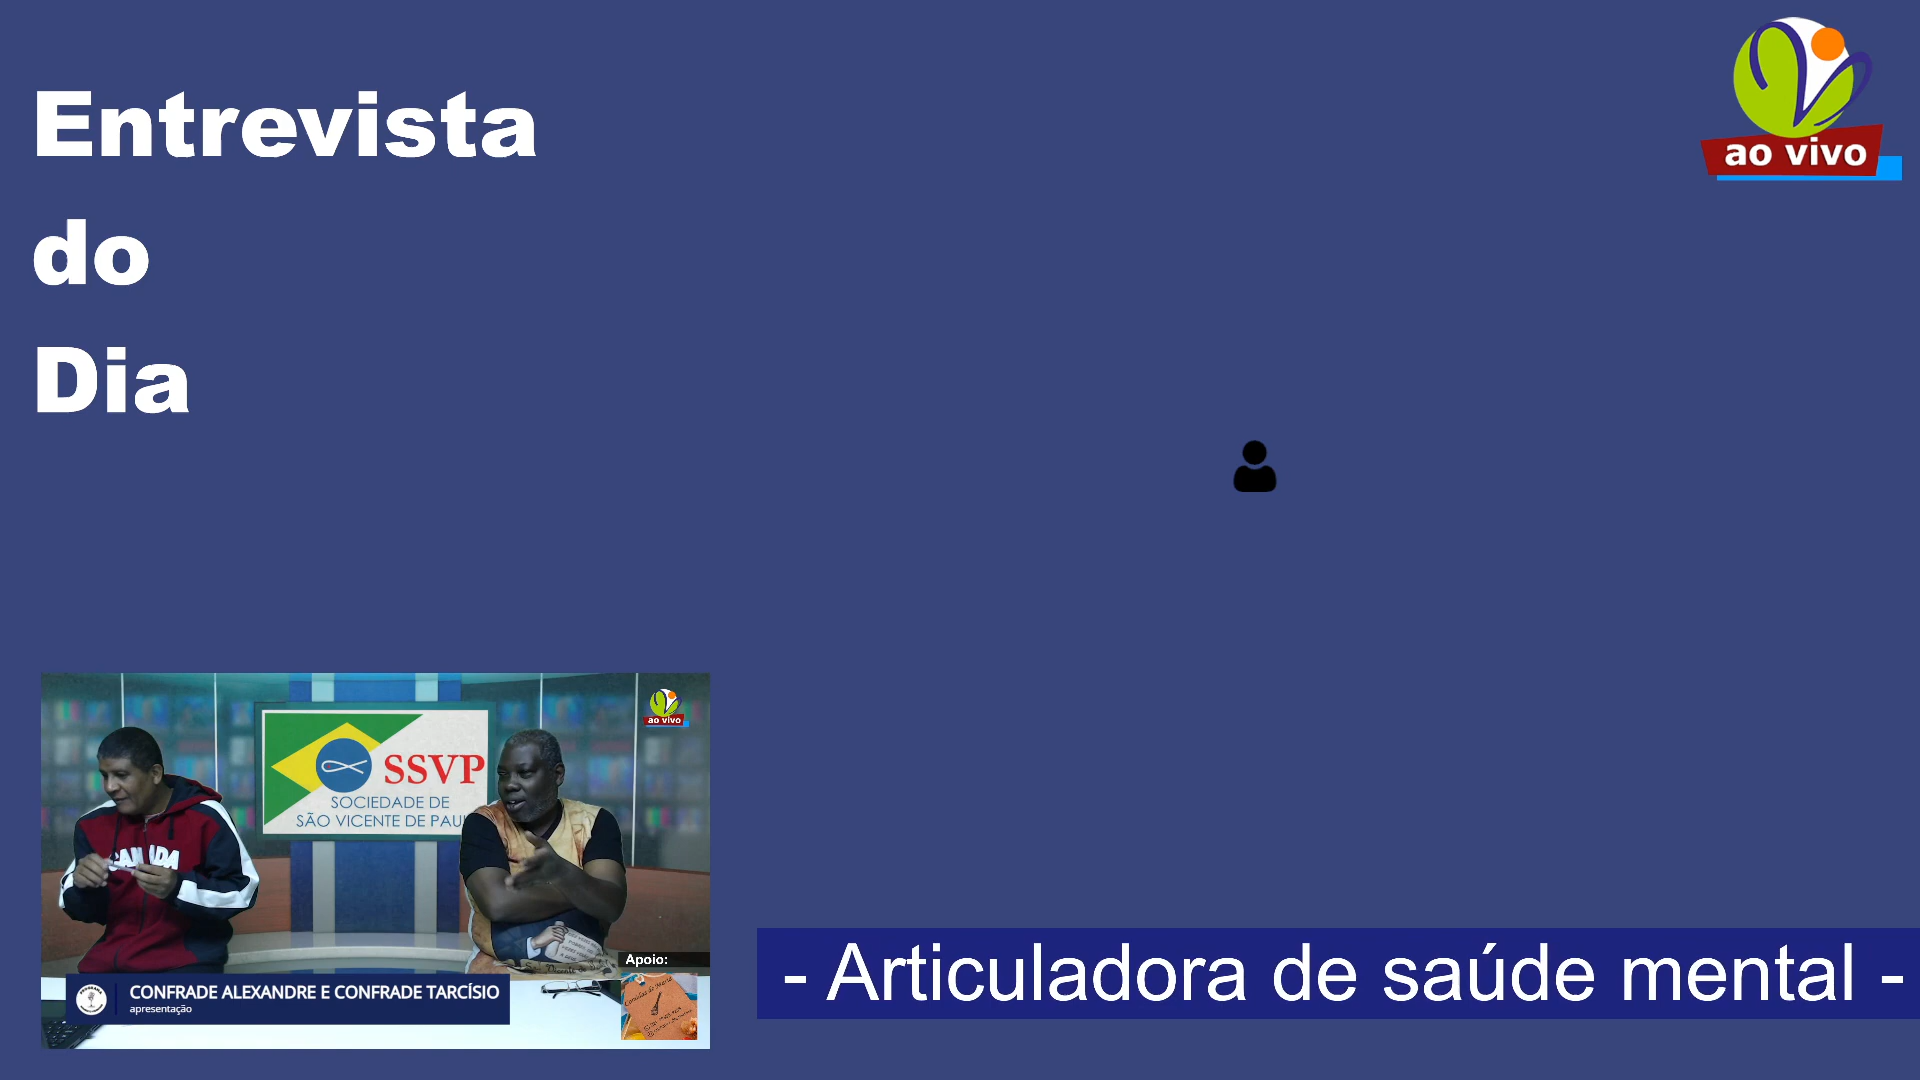 Entrevista
do
Dia
ao vivo
ao vivo
SSVP
SOCIEDADE DE
SÃO VICENTE DE PAU
CANADA
Apoio:
CONFRADE ALEXANDRE E CONFRADE TARCÍSIO
apresentação
- Articuladora de saúde mental -